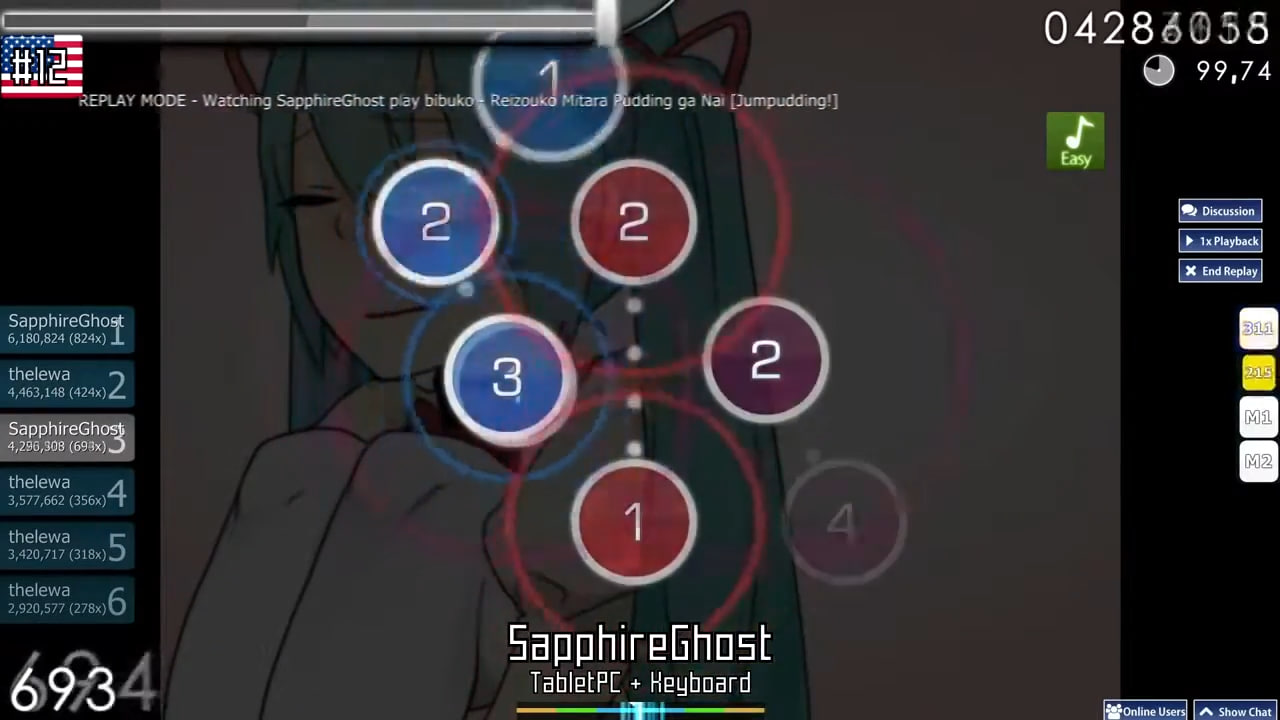 #12
99,74
REPLAY MODE - Watching SapphireGhost play bibuko - Reizouko Mitara Pudding ga Nai [Jumpudding!]
Easy
Discussion
1x Playback
End Replay
1
2
2
3
2
1
4
SapphireGhost
6,180,824 (824x)
1
thelewa
4,463,148 (424x)
2
SapphireGhost
3
thelewa
3,577,662 (356x)
4
thelewa
3,420,717 (318x)
5
thelewa
2,920,577 (278x)
6
311
215
M1
M2
SapphireGhost
TabletPC + Keyboard
Online Users
Show Chat